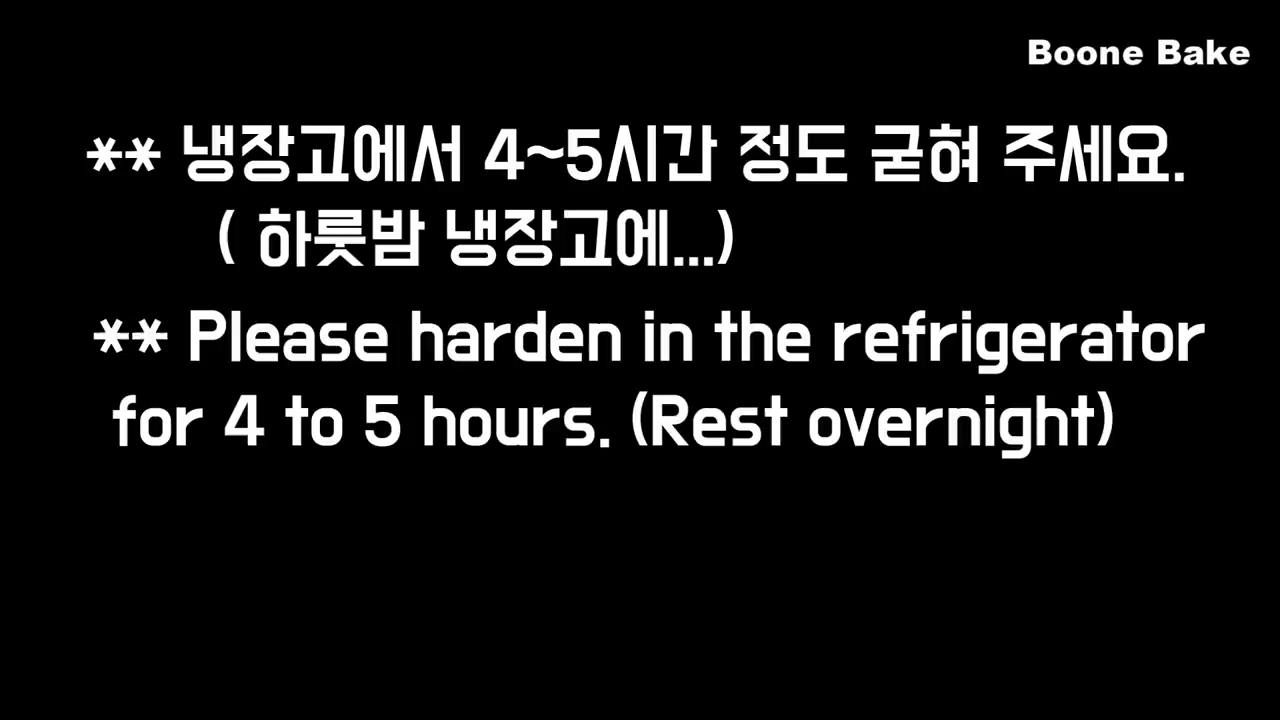 Boone Bake
** 냉장고에서 4~5시간 정도 굳혀 주세요.
( 하룻밤 냉장고에...)
** Please harden in the refrigerator
for 4 to 5 hours. (Rest overnight)